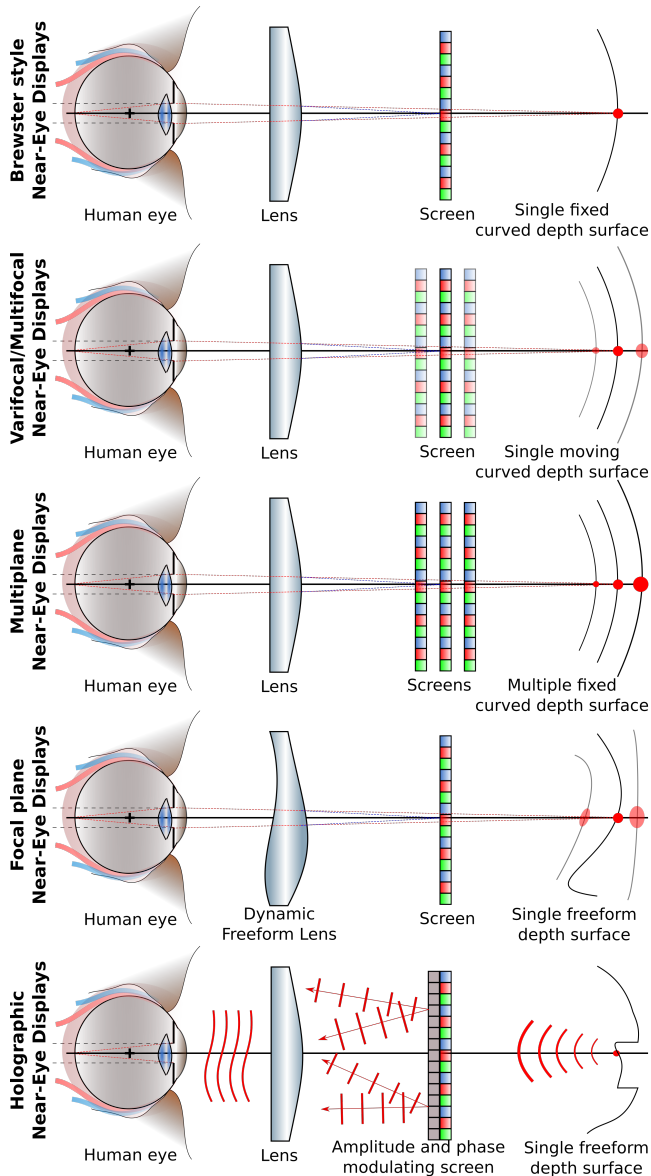 Brewster style
Near-Eye Displays
Human eye
Lens
Screen
Single fixed
curved depth surface
Varifocal/Multifocal
Near-Eye Displays
Human eye
Lens
Screen
Single moving
curved depth surface
Multiplane
Near-Eye Displays
Human eye
Lens
Screens
Multiple fixed
curved depth surface
Focal plane
Near-Eye Displays
Human eye
Dynamic
Freeform Lens
Screen
Single freeform
depth surface
Holographic
Near-Eye Displays
Human eye
Lens
Amplitude and phase
modulating screen
Single freeform
depth surface